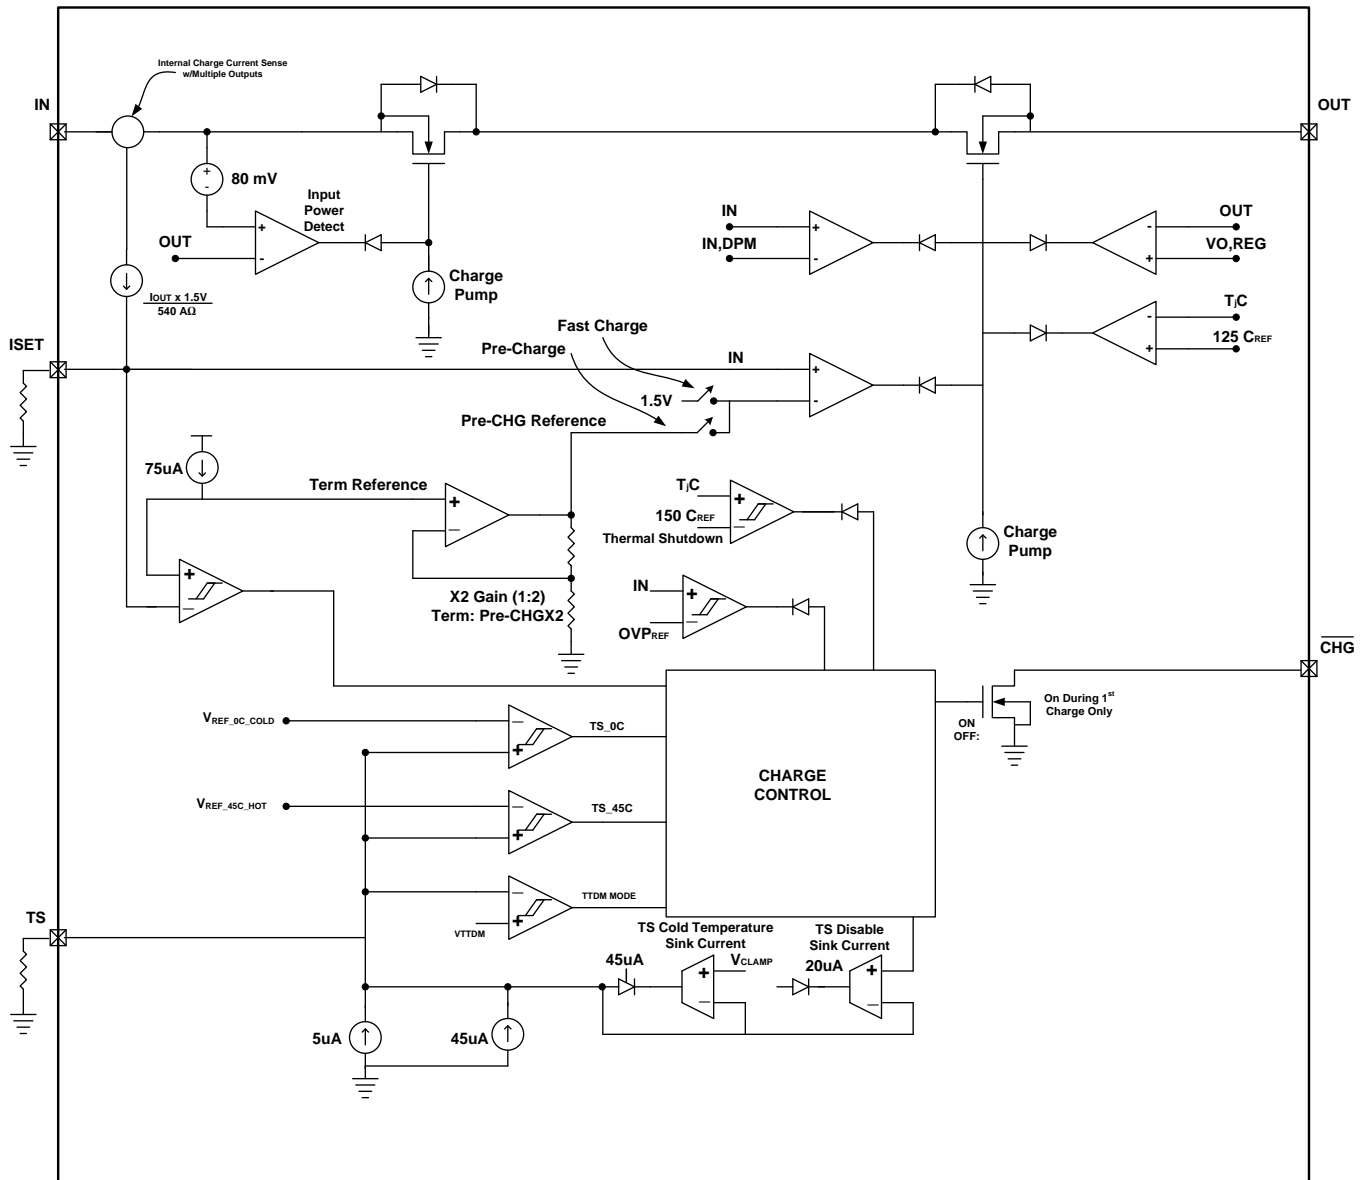 Internal Charge Current Sense
w/Multiple Outputs
IN
OUT
+
-
80 mV
Input
Power
Detect
+
-
OUT
Charge
Pump
IN
IN,DPM
+
-
OUT
VO,REG
-
+
IOUT x 1.5V
540 AΩ
TjC
125 CREF
-
+
ISET
Fast Charge
Pre-Charge
IN
1.5V
+
-
Pre-CHG Reference
75uA
Term Reference
+
−
TjC
150 CREF
Thermal Shutdown
+
−
Charge
Pump
+
−
X2 Gain (1:2)
Term: Pre-CHGX2
IN
OVPREF
+
−
CHG
On During 1st
Charge Only
ON
OFF:
VREF_0C_COLD
−
+
TS_0C
CHARGE
CONTROL
VREF_45C_HOT
−
+
TS_45C
−
+
TTDM MODE
VTTDM
TS
TS Cold Temperature
Sink Current
TS Disable
Sink Current
45uA
VCLAMP
+
−
20uA
+
−
5uA
45uA